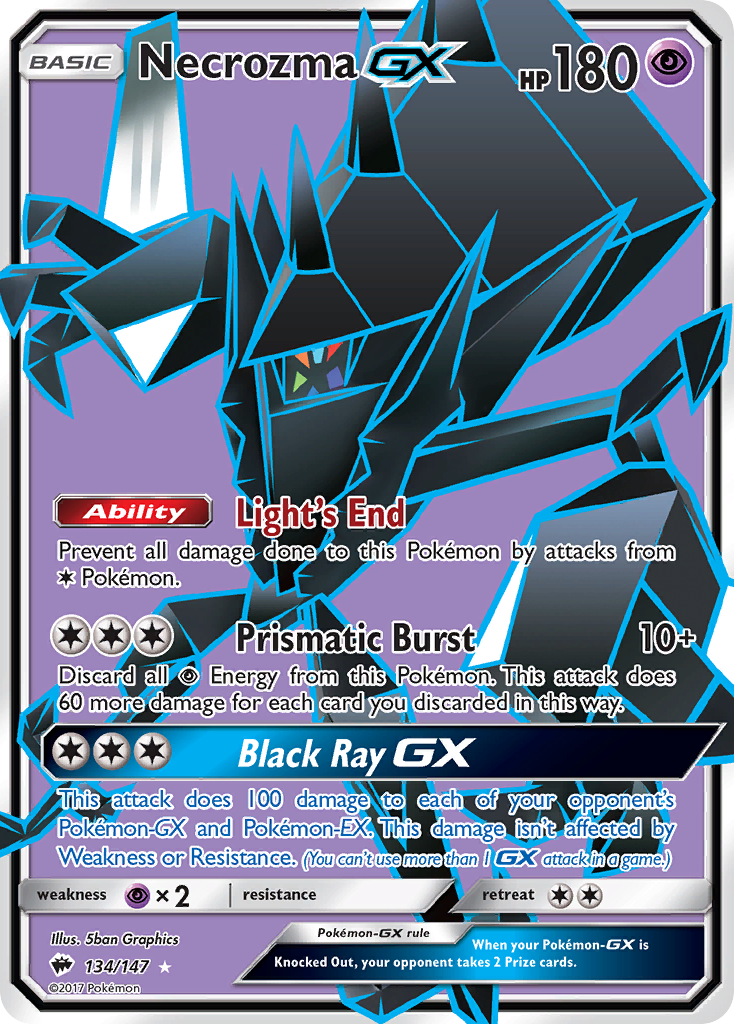 BASIC Necrozma GX HP 180
Ability Light's End
Prevent all damage done to this Pokémon by attacks from
Pokémon.
Prismatic Burst 10+
Discard all Energy from this Pokémon. This attack does
60 more damage for each card you discarded in this way.
Black Ray GX
This attack does 100 damage to each of your opponent's
Pokémon-GX and Pokémon-EX. This damage isn't affected by
Weakness or Resistance. (You can't use more than 1 GX attack in a game.)
weakness ×2 resistance retreat
Illus. 5ban Graphics
134/147
©2017 Pokémon
Pokémon-GX rule
When your Pokémon-GX is
Knocked Out, your opponent takes 2 Prize cards.